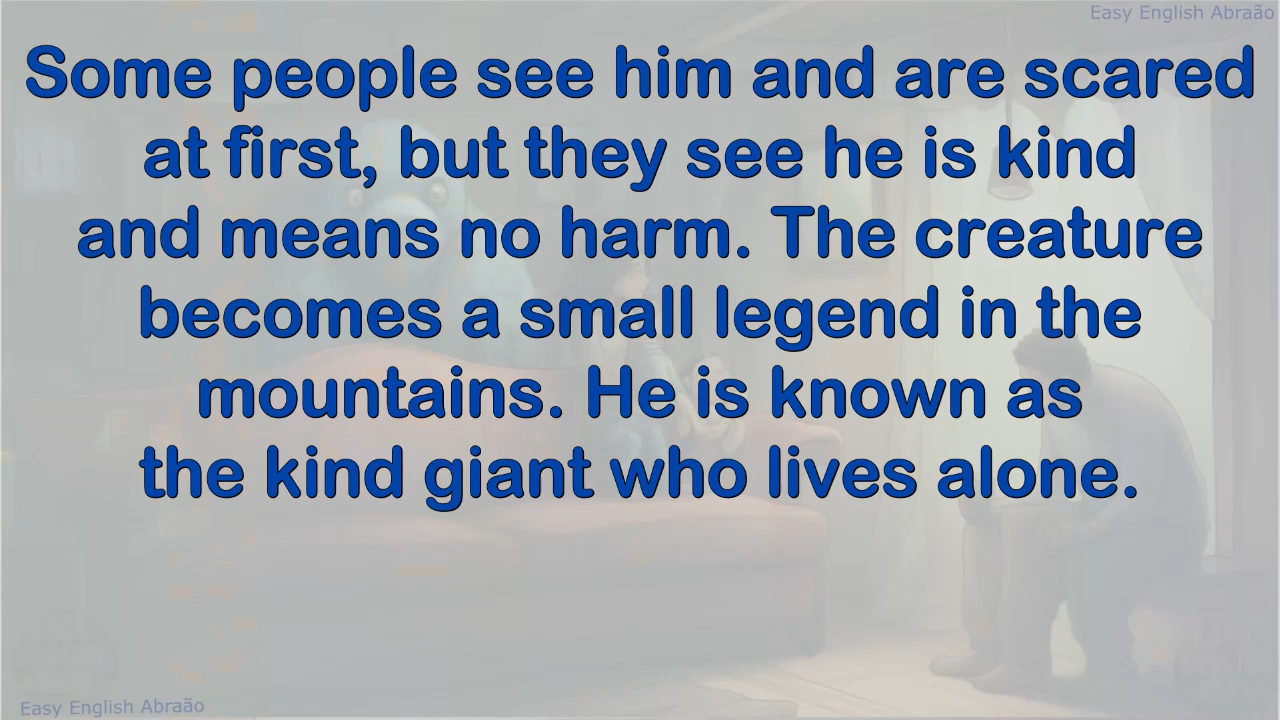 Easy English Abraão
Some people see him and are scared
at first, but they see he is kind
and means no harm. The creature
becomes a small legend in the
mountains. He is known as
the kind giant who lives alone.
Easy English Abraão